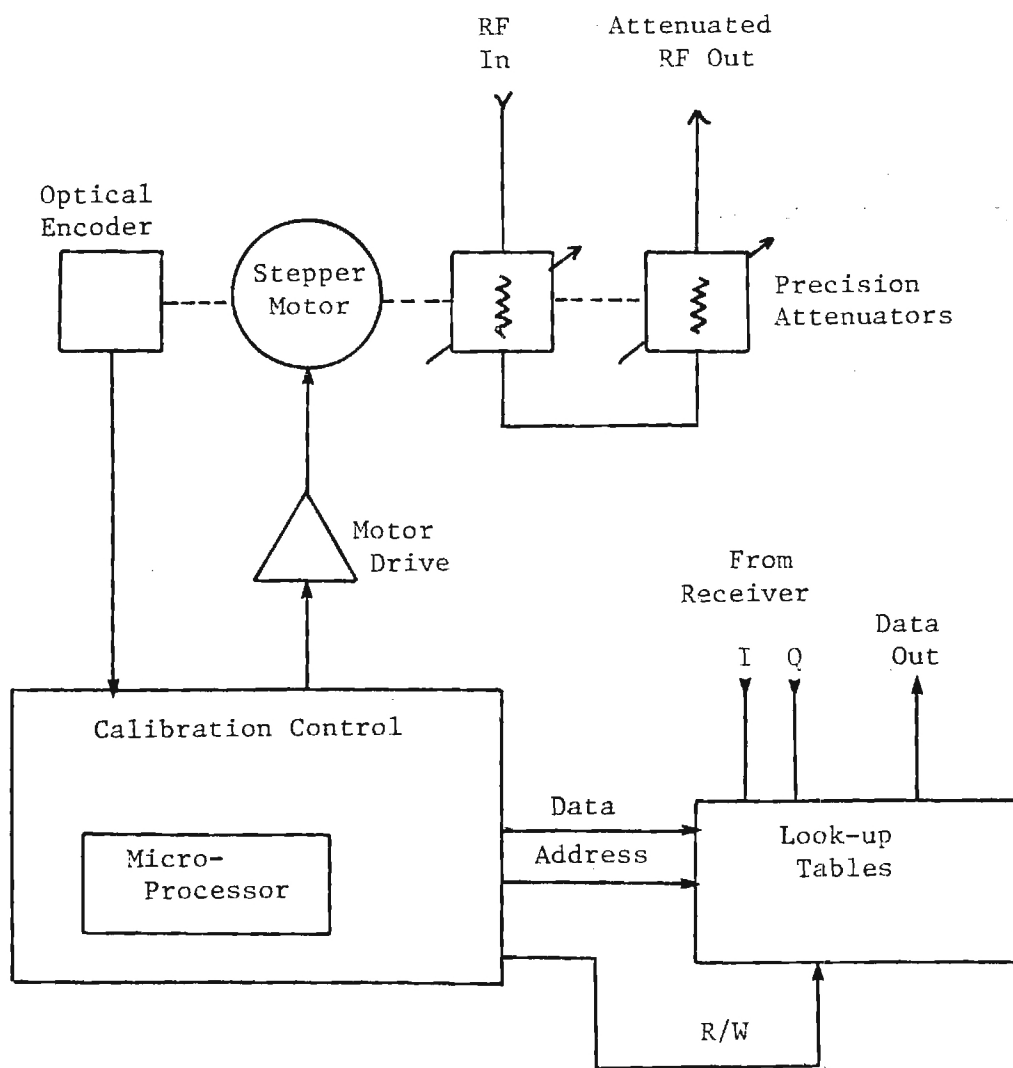 RF
In
Attenuated
RF Out
Optical
Encoder
Stepper
Motor
Precision
Attenuators
Motor
Drive
From
Receiver
I Q
Data
Out
Calibration Control
Micro-
Processor
Data
Address
Look-up
Tables
R/W